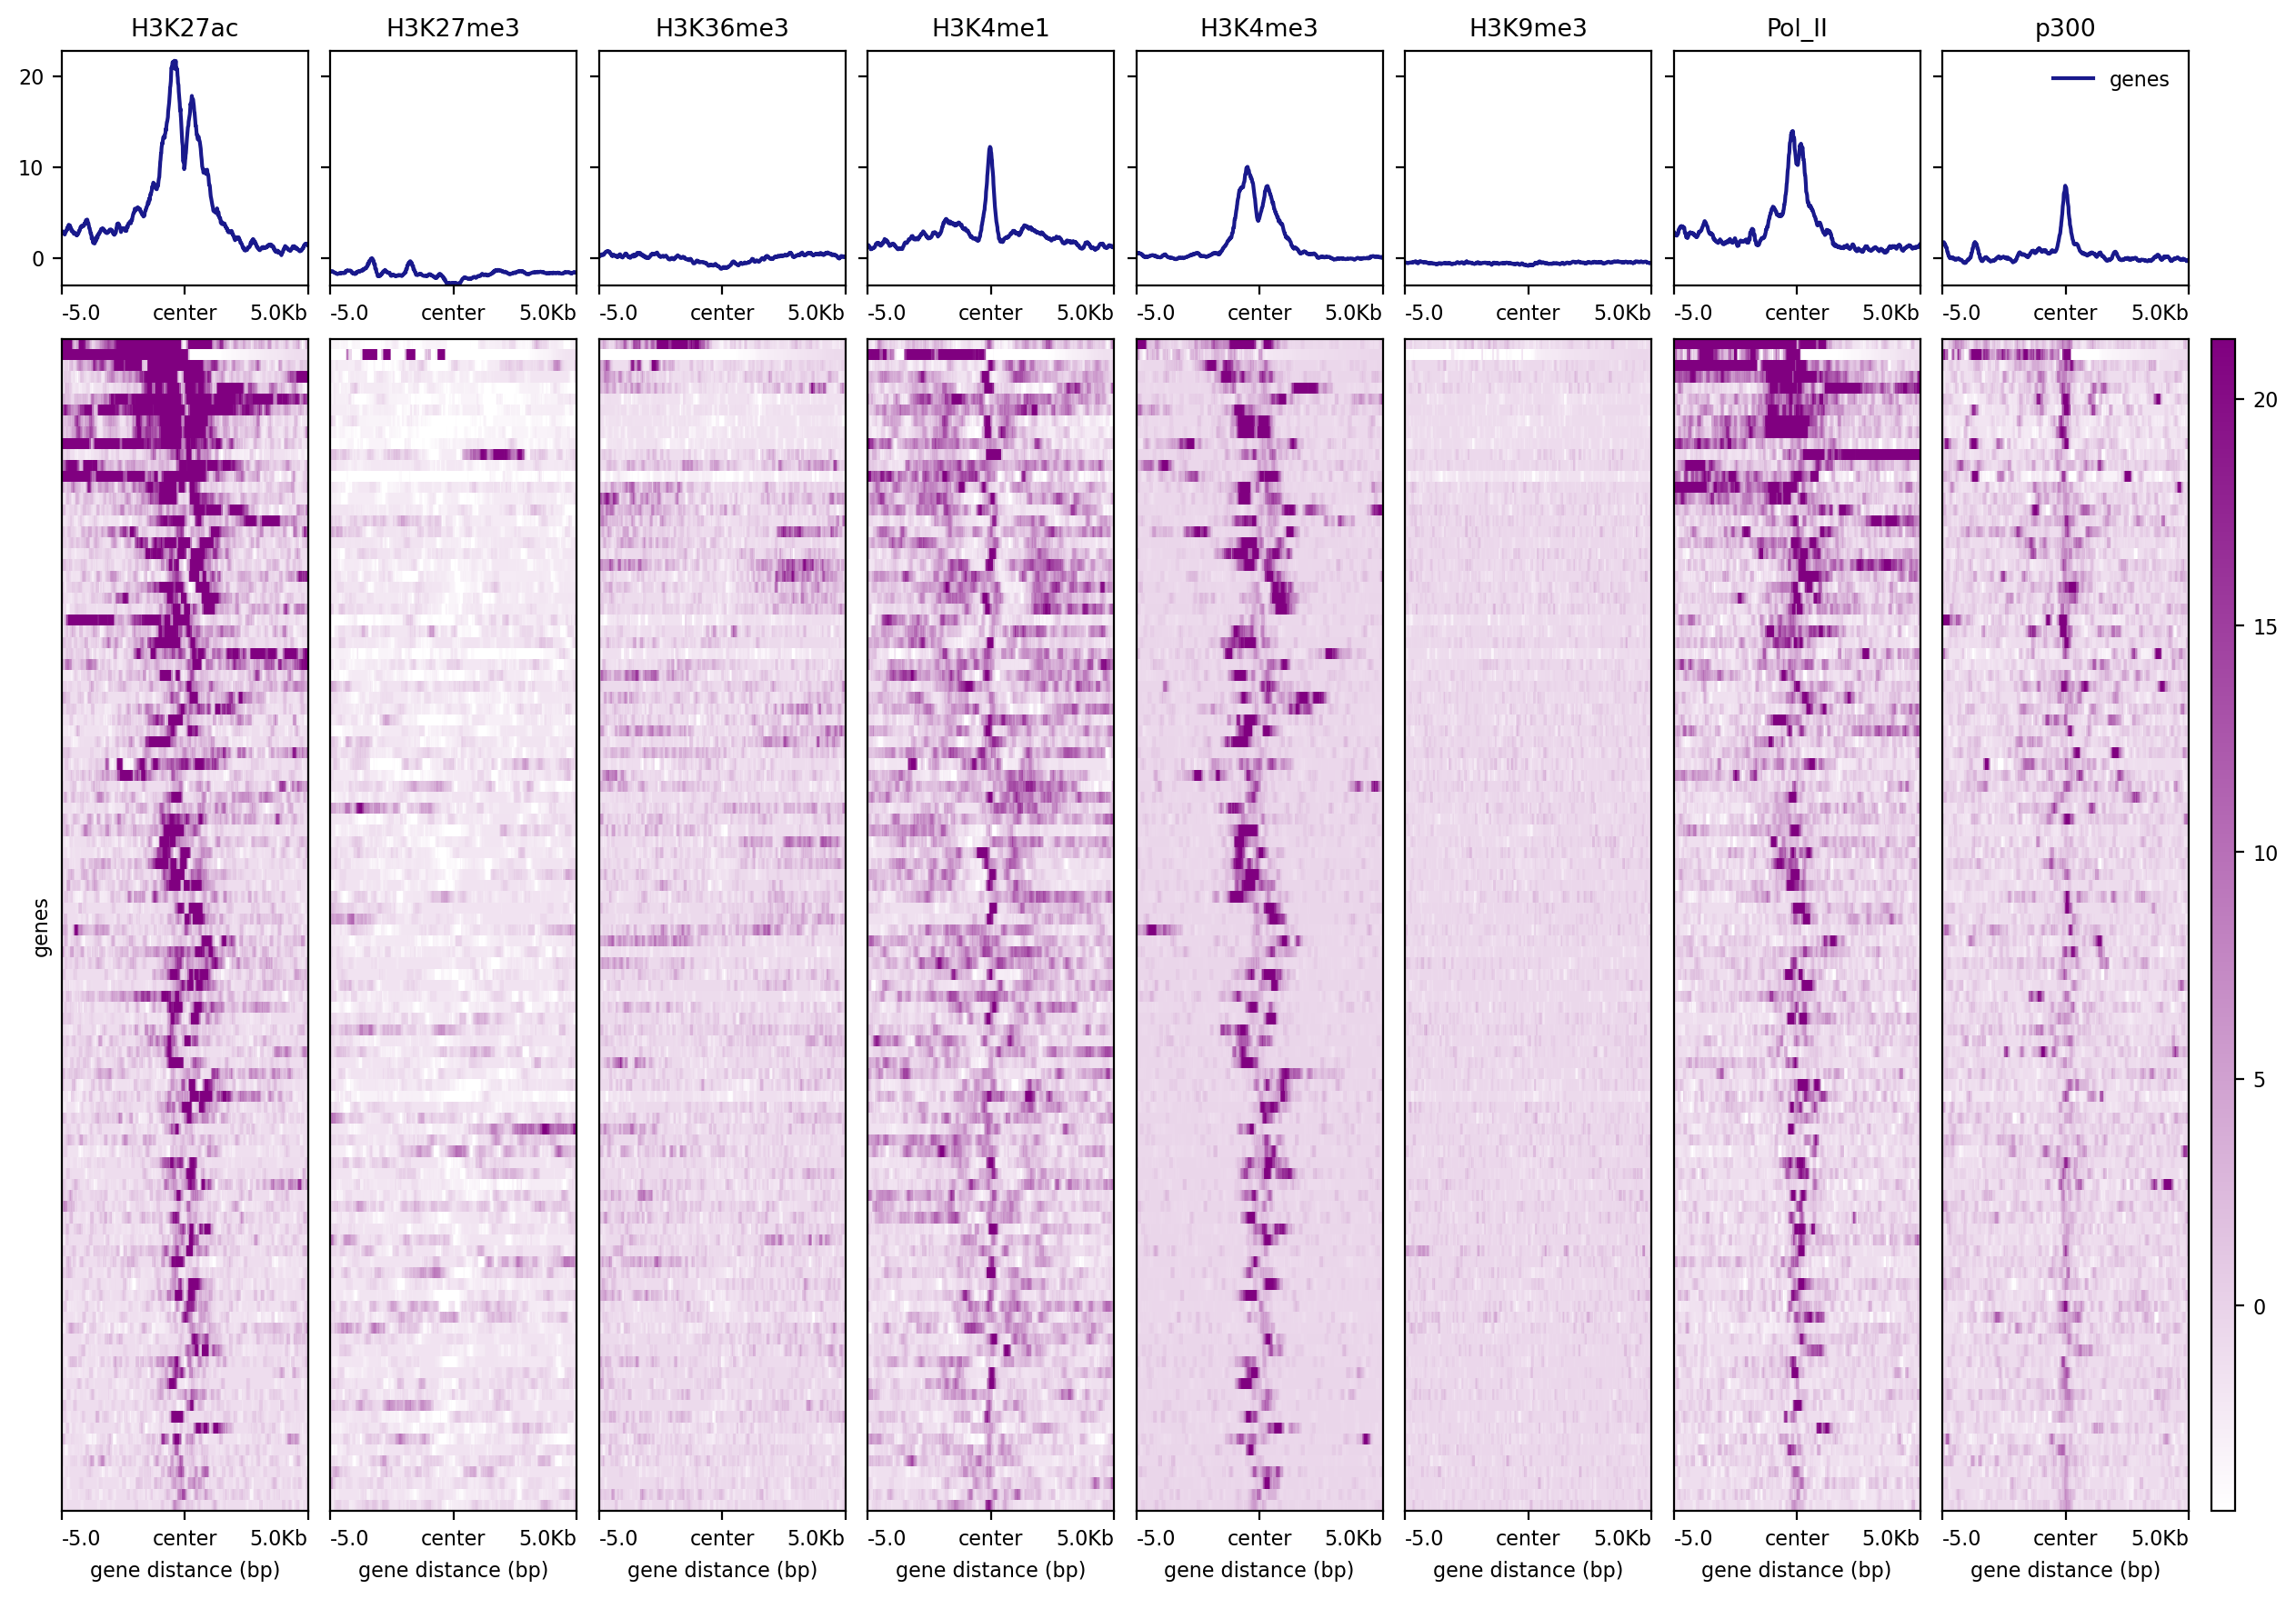 H3K27ac H3K27me3 H3K36me3 H3K4me1 H3K4me3 H3K9me3 Pol_II p300
20
10
0
genes
-5.0 center 5.0Kb -5.0 center 5.0Kb -5.0 center 5.0Kb -5.0 center 5.0Kb -5.0 center 5.0Kb -5.0 center 5.0Kb -5.0 center 5.0Kb -5.0 center 5.0Kb
genes
20
15
10
5
0
-5.0 center 5.0Kb -5.0 center 5.0Kb -5.0 center 5.0Kb -5.0 center 5.0Kb -5.0 center 5.0Kb -5.0 center 5.0Kb -5.0 center 5.0Kb -5.0 center 5.0Kb
gene distance (bp) gene distance (bp) gene distance (bp) gene distance (bp) gene distance (bp) gene distance (bp) gene distance (bp) gene distance (bp)